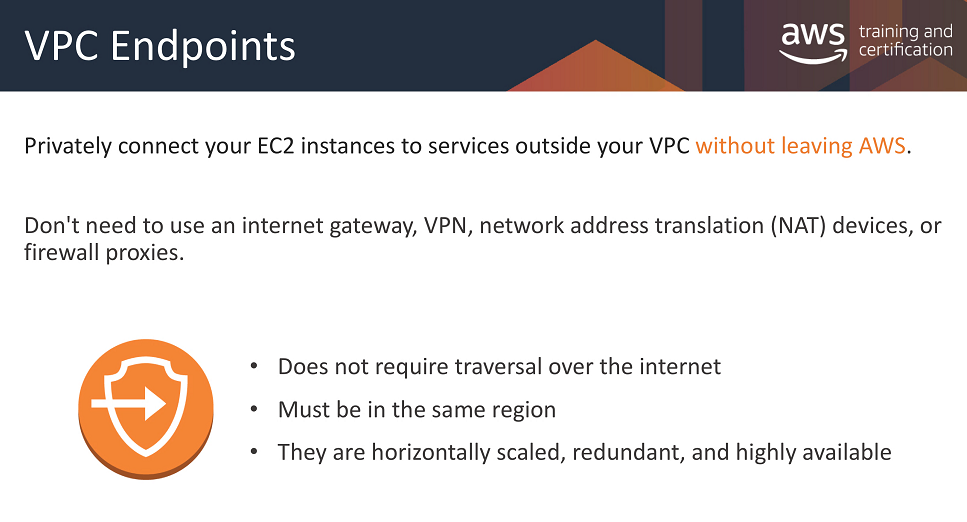 VPC Endpoints
aws training and
certification
Privately connect your EC2 instances to services outside your VPC without leaving AWS.
Don't need to use an internet gateway, VPN, network address translation (NAT) devices, or
firewall proxies.
• Does not require traversal over the internet
• Must be in the same region
• They are horizontally scaled, redundant, and highly available